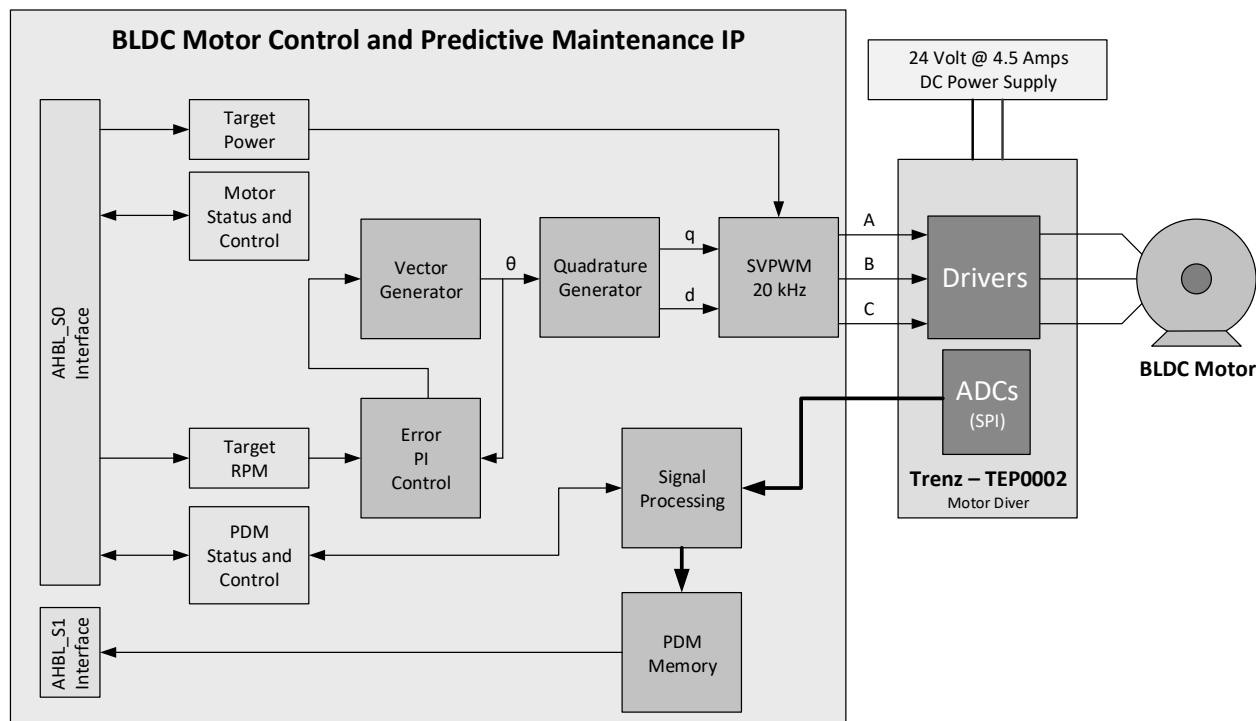 BLDC Motor Control and Predictive Maintenance IP
24 Volt @ 4.5 Amps
DC Power Supply
Target
Power
Motor
Status and
Control
AHBL_S0
Interface
Vector
Generator
θ
Quadrature
Generator
q
d
SVPWM
20 kHz
A
B
C
Drivers
BLDC Motor
ADCs
(SPI)
Trenz – TEP0002
Motor Diver
Target
RPM
Error
PI
Control
Signal
Processing
PDM
Status and
Control
AHBL_S1
Interface
PDM
Memory